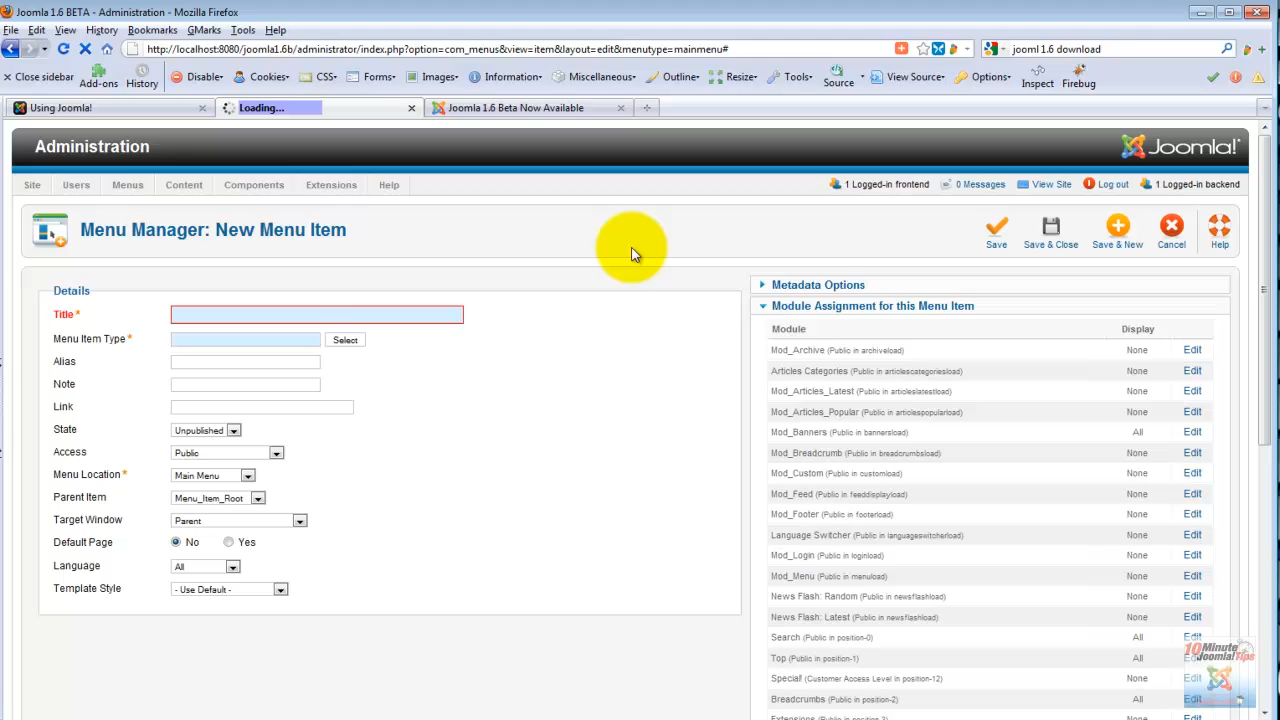 Joomla 1.6 BETA - Administration - Mozilla Firefox
File Edit View History Bookmarks GMarks Tools Help
http://localhost:8080/joomla1.6b/administrator/index.php?option=com_menus&view=item&layout=edit&menutype=mainmenu#
jooml 1.6 download
Close sidebar Add-ons History Disable Cookies CSS Forms Images Information Miscellaneous Outline Resize Tools Source View Source Options Inspect Firebug
Using Joomla! Loading... Joomla 1.6 Beta Now Available
Administration Joomla!
Site Users Menus Content Components Extensions Help 1 Logged-in frontend 0 Messages View Site Log out 1 Logged-in backend
Menu Manager: New Menu Item
Save Save & Close Save & New Cancel Help
Details
Title *
Menu Item Type * Select
Alias
Note
Link
State Unpublished
Access Public
Menu Location * Main Menu
Parent Item Menu_Item_Root
Target Window Parent
Default Page No Yes
Language All
Template Style - Use Default -
Metadata Options
Module Assignment for this Menu Item
Module Display
Mod_Archive (Public in archiveload) None Edit
Articles Categories (Public in articlescategoriesload) None Edit
Mod_Articles_Latest (Public in articleslatestload) None Edit
Mod_Articles_Popular (Public in articlespopularload) None Edit
Mod_Banners (Public in bannersload) All Edit
Mod_Breadcrumb (Public in breadcrumbsload) None Edit
Mod_Custom (Public in customload) None Edit
Mod_Feed (Public in feeddisplayload) None Edit
Mod_Footer (Public in footerload) None Edit
Language Switcher (Public in languageswitcherload) None Edit
Mod_Login (Public in loginload) None Edit
Mod_Menu (Public in menuload) None Edit
News Flash: Random (Public in newsflashload) None Edit
News Flash: Latest (Public in newsflashload) None Edit
Search (Public in position-0) All Edit
Top (Public in position-1) All Edit
Special! (Customer Access Level in position-12) None Edit
Breadcrumbs (Public in position-2) All Edit
Extensions (Public in position-3) None Edit
10 Minute
Joomla! Tips